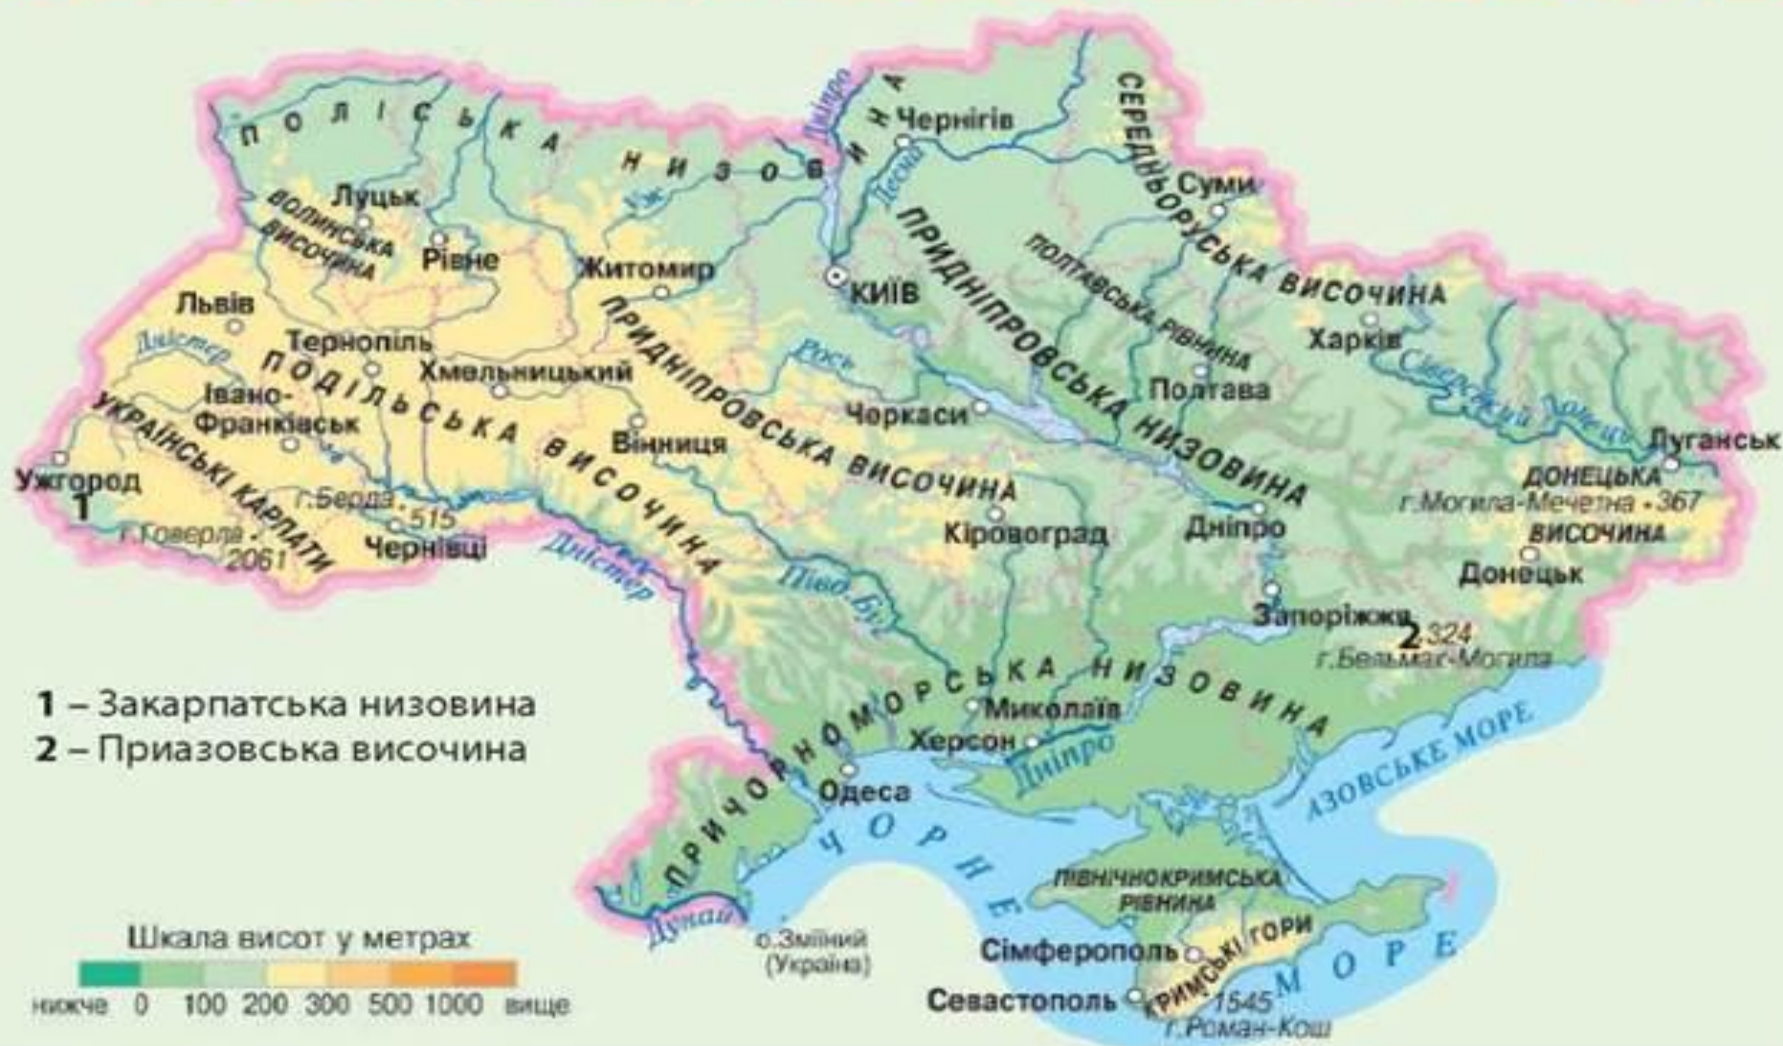 ПОЛІСЬКА НИЗОВИНА
Дніпро
Чернігів
Десна
СЕРЕДНЬОРУСЬКА ВИСОЧИНА
Суми
Луцьк
ВОЛИНСЬКА
ВИСОЧИНА
Рівне
Уж
Житомир
КИЇВ
ПРИДНІПРОВСЬКА НИЗОВИНА
ПОЛТАВСЬКА РІВНИНА
Харків
Львів
Дністер
Тернопіль
Хмельницький
ПОДІЛЬСЬКА ВИСОЧИНА
ПРИДНІПРОВСЬКА ВИСОЧИНА
Рось
Чоркаси
Полтава
Сіверський Донець
Луганськ
Івано-
Франківськ
УКРАЇНСЬКІ КАРПАТИ
Вінниця
Ужгород
1
г.Берда
515
г.Говерла
2061
Чернівці
Дністер
Півд.Буг
Кіровоград
Дніпро
ДОНЕЦЬКА
г.Могила-Мечетна 367
ВИСОЧИНА
Донецьк
Запоріжжя
2
324
г.Бельмак-Могила
1 – Закарпатська низовина
2 – Приазовська височина
ПРИЧОРНОМОРСЬКА НИЗОВИНА
Миколаїв
Херсон
Дніпро
Одеса
АЗОВСЬКЕ МОРЕ
ЧОРНЕ МОРЕ
Дунай
о.Зміїний
(Україна)
ПІВНІЧНОКРИМСЬКА
РІВНИНА
КРИМСЬКІ ГОРИ
Сімферополь
Севастополь
1545
г.Роман-Кош
Шкала висот у метрах
нижче 0 100 200 300 500 1000 вище